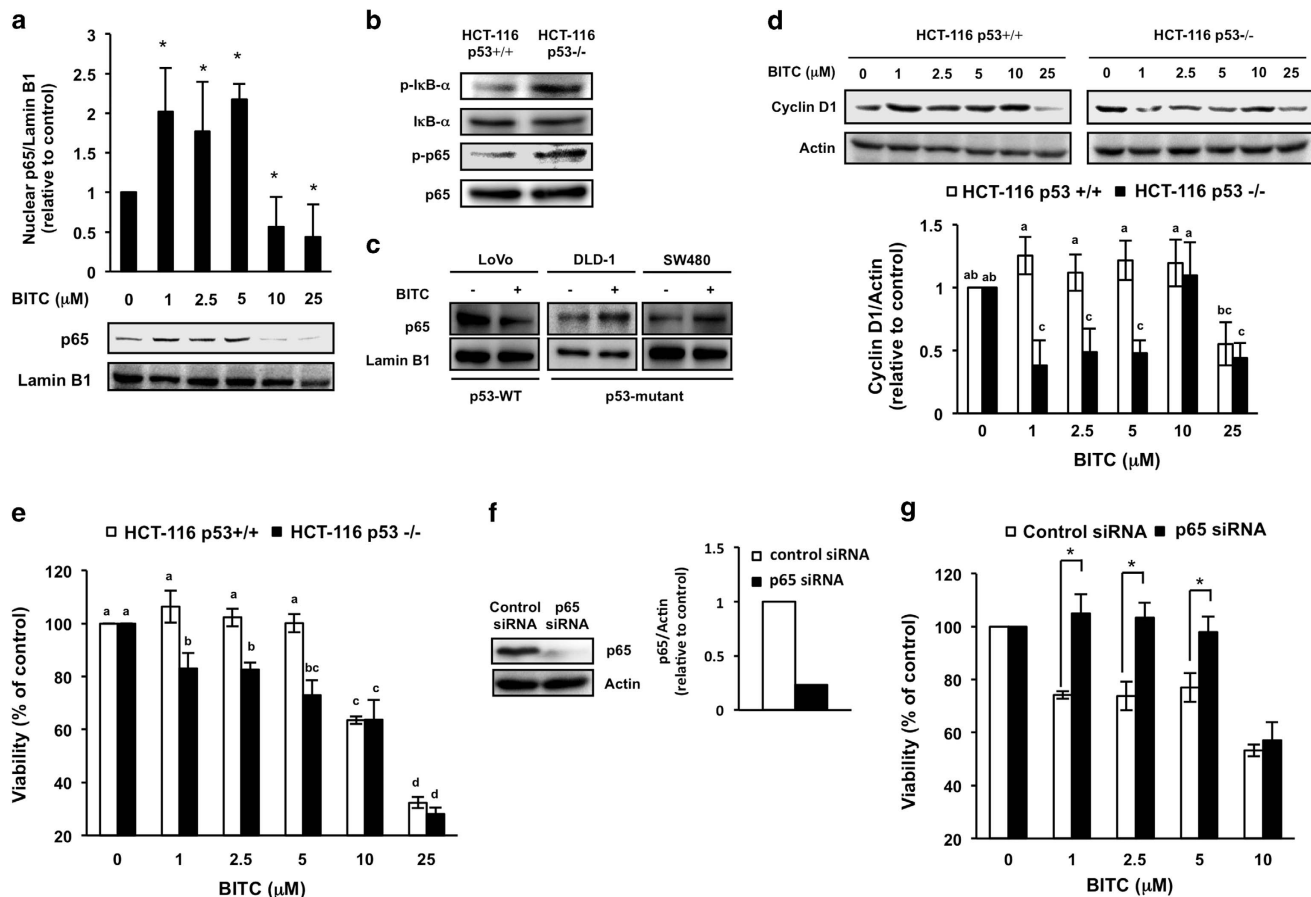 a
3
2.5
2
1.5
1
0.5
0
Nuclear p65/Lamin B1
(relative to control)
* * * * *
BITC (μM) 0 1 2.5 5 10 25
p65
Lamin B1
b
HCT-116 HCT-116
p53+/+ p53-/-
p-IκB-α
IκB-α
p-p65
p65
c
LoVo DLD-1 SW480
BITC - + - + - +
p65
Lamin B1
p53-WT p53-mutant
d
HCT-116 p53+/+ HCT-116 p53-/-
BITC (μM) 0 1 2.5 5 10 25 0 1 2.5 5 10 25
Cyclin D1
Actin
HCT-116 p53 +/+ HCT-116 p53 -/-
1.5
1
0.5
0
Cyclin D1/Actin
(relative to control)
ab ab a c a c a c a a bc c
0 1 2.5 5 10 25
BITC (μM)
e
HCT-116 p53+/+ HCT-116 p53 -/-
120
100
80
60
40
20
Viability (% of control)
a a a b a b a bc c c d d
0 1 2.5 5 10 25
BITC (μM)
f
Control p65
siRNA siRNA
p65
Actin
1.5
1
0.5
0
p65/Actin
(relative to control)
control siRNA
p65 siRNA
g
Control siRNA p65 siRNA
120
100
80
60
40
20
Viability (% of control)
* * *
0 1 2.5 5 10
BITC (μM)